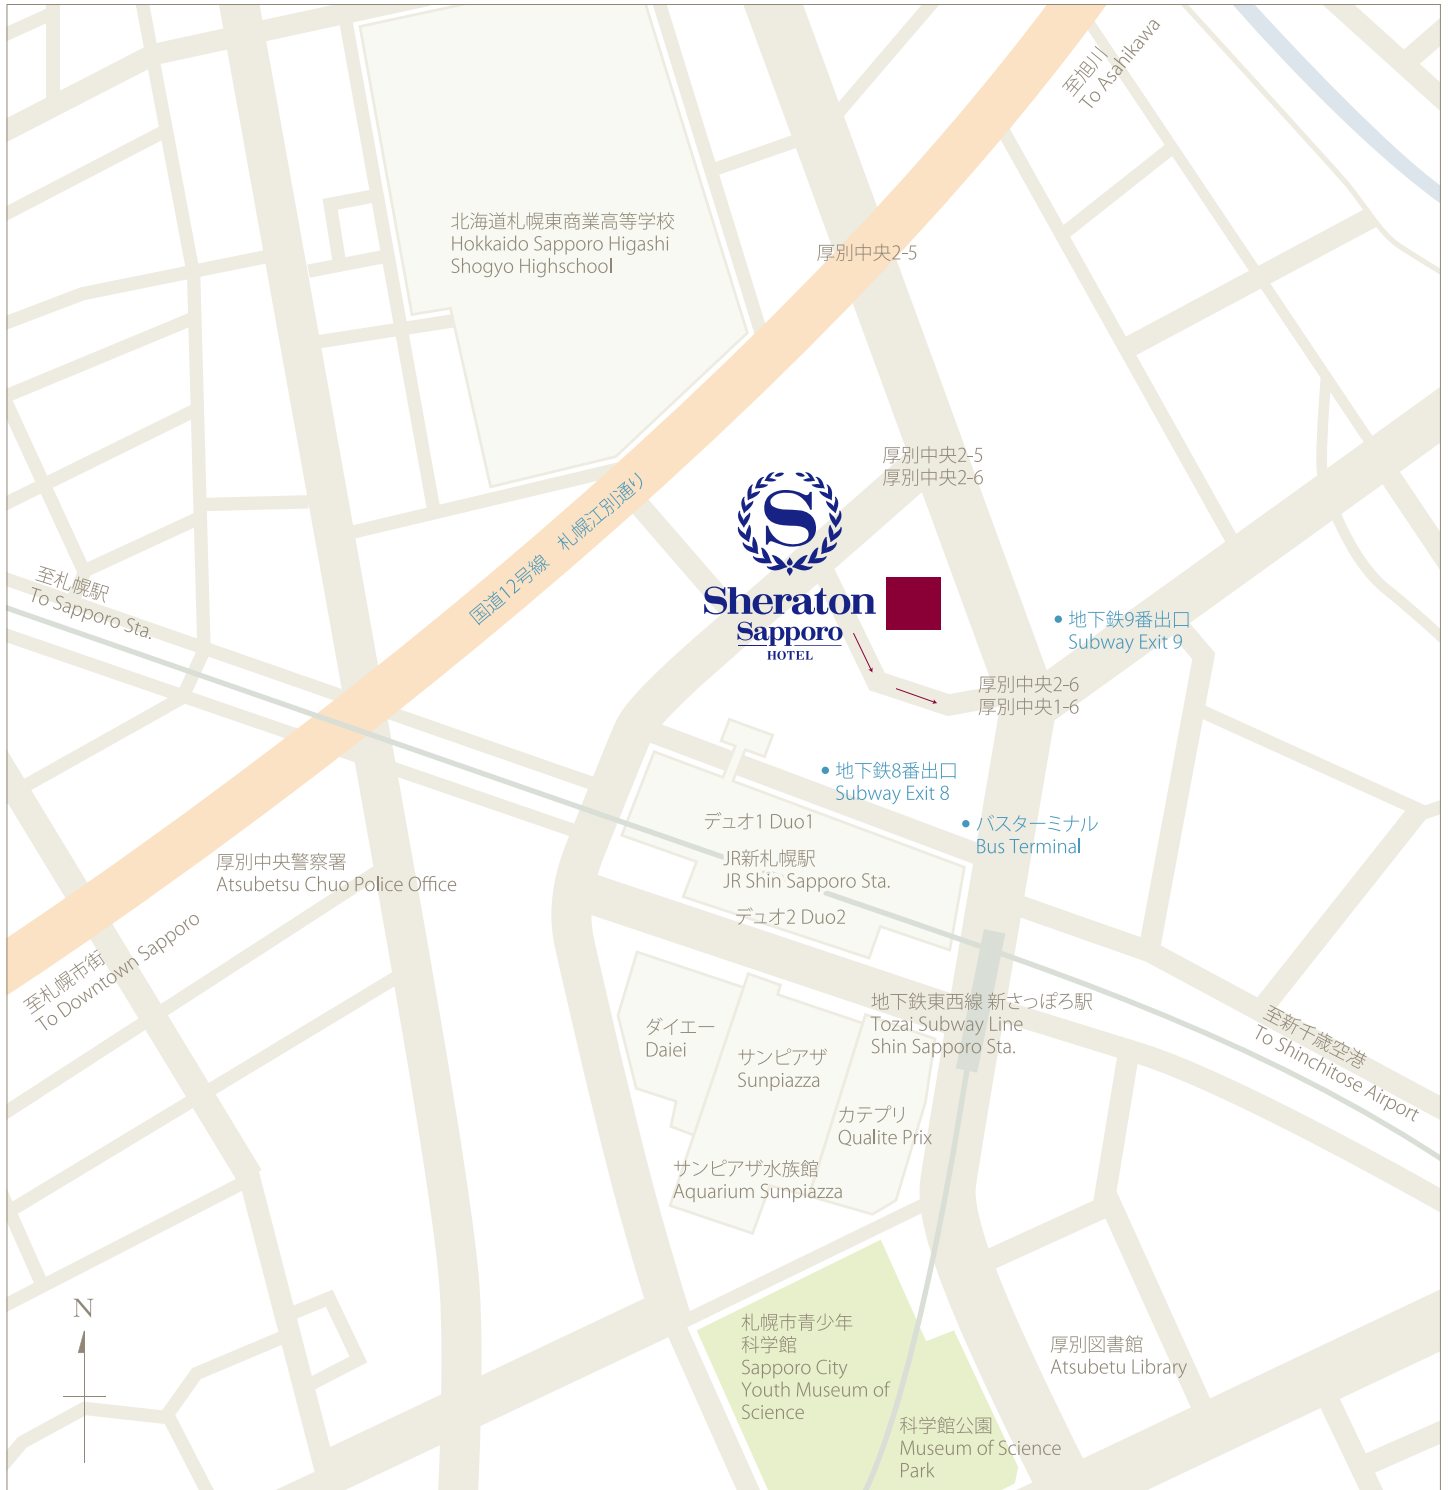 至旭川
To Asahikawa
北海道札幌東商業高等学校
Hokkaido Sapporo Higashi
Shogyo Highschool
厚別中央2-5
厚別中央2-5
厚別中央2-6
国道12号線　札幌江別通り
S
Sheraton
Sapporo
HOTEL
至札幌駅
To Sapporo Sta.
地下鉄9番出口
Subway Exit 9
厚別中央2-6
厚別中央1-6
地下鉄8番出口
Subway Exit 8
デュオ1 Duo1
バスターミナル
Bus Terminal
JR新札幌駅
JR Shin Sapporo Sta.
厚別中央警察署
Atsubetsu Chuo Police Office
デュオ2 Duo2
至札幌市街
To Downtown Sapporo
地下鉄東西線 新さっぽろ駅
Tozai Subway Line
Shin Sapporo Sta.
至新千歳空港
To Shinchitose Airport
ダイエー
Daiei
サンピアザ
Sunpiazza
カテプリ
Qualite Prix
サンピアザ水族館
Aquarium Sunpiazza
N
札幌市青少年
科学館
Sapporo City
Youth Museum of
Science
厚別図書館
Atsubetu Library
科学館公園
Museum of Science
Park